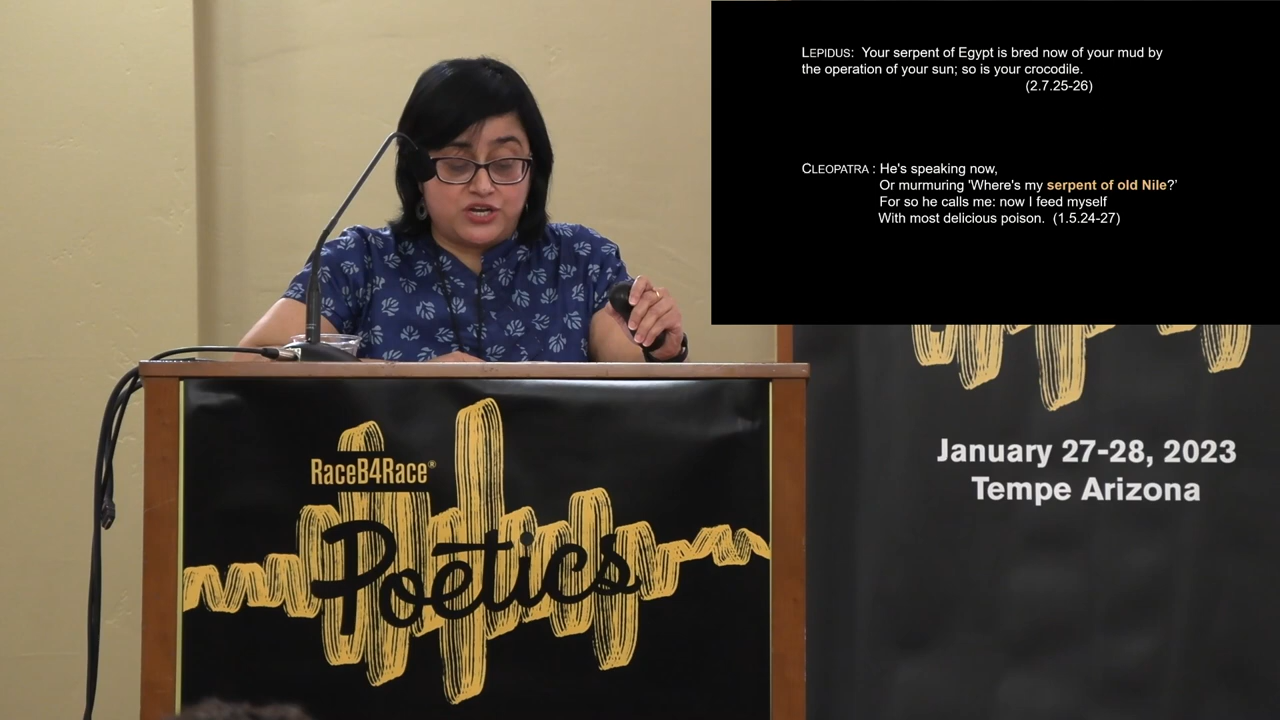 LEPIDUS: Your serpent of Egypt is bred now of your mud by
the operation of your sun; so is your crocodile.
(2.7.25-26)
CLEOPATRA : He's speaking now,
Or murmuring 'Where's my serpent of old Nile?'
For so he calls me: now I feed myself
With most delicious poison. (1.5.24-27)
RaceB4Race®
Poetics
January 27-28, 2023
Tempe Arizona